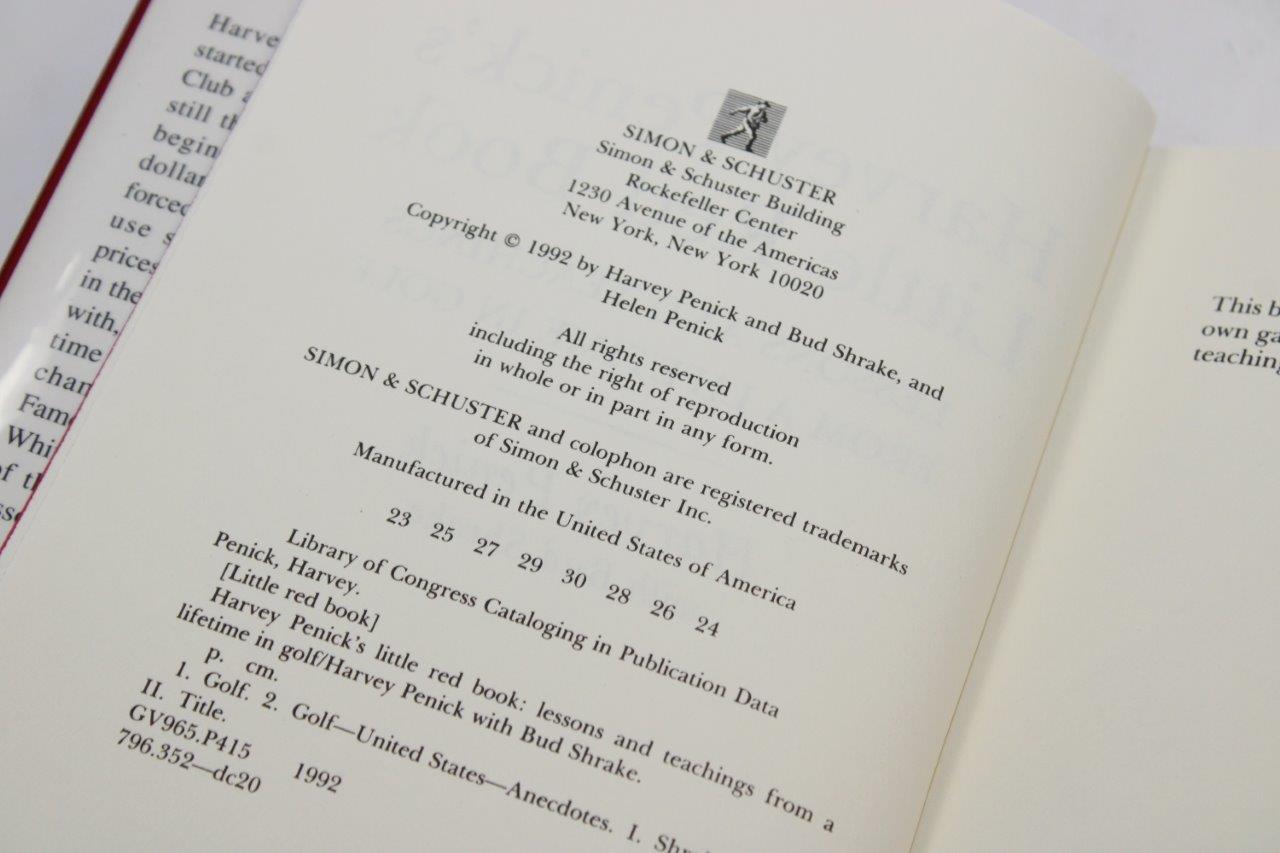 Harve
started
Club a
still th
begin
dollar
forced
use s
prices
in the
with,
time
chan
Fame
Whi
of th
SIMON & SCHUSTER
Simon & Schuster Building
Rockefeller Center
1230 Avenue of the Americas
New York, New York 10020
Copyright © 1992 by Harvey Penick and Bud Shrake, and
Helen Penick
All rights reserved
including the right of reproduction
in whole or in part in any form.
SIMON & SCHUSTER and colophon are registered trademarks
of Simon & Schuster Inc.
Manufactured in the United States of America
23 25 27 29 30 28 26 24
Library of Congress Cataloging in Publication Data
Penick, Harvey.
[Little red book]
Harvey Penick's little red book: lessons and teachings from a
lifetime in golf/Harvey Penick with Bud Shrake.
p. cm.
1. Golf. 2. Golf—United States—Anecdotes. I. Shr
II. Title.
GV965.P415 1992
796.352—dc20
This b
own ga
teaching